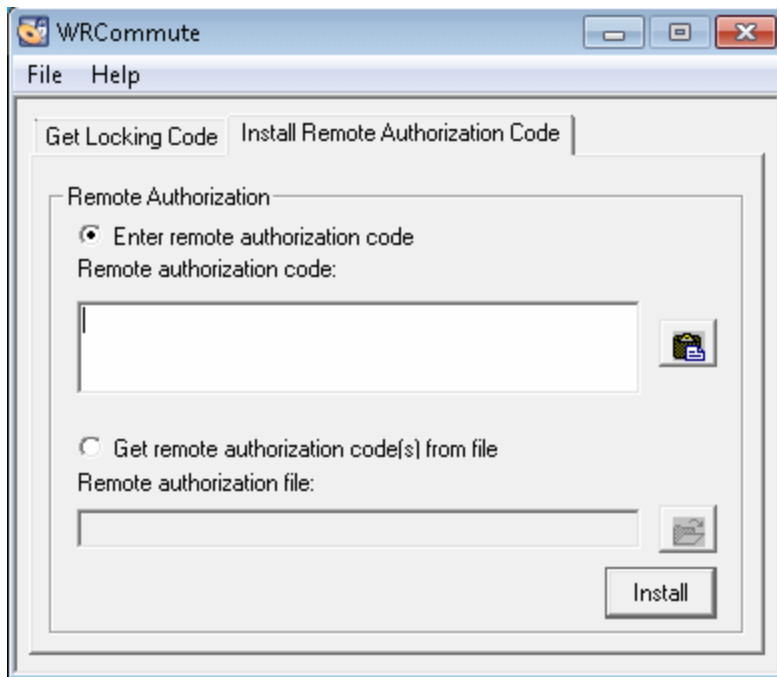 WRCommute
File Help
Get Locking Code Install Remote Authorization Code
Remote Authorization
Enter remote authorization code
Remote authorization code:
Get remote authorization code(s) from file
Remote authorization file:
Install